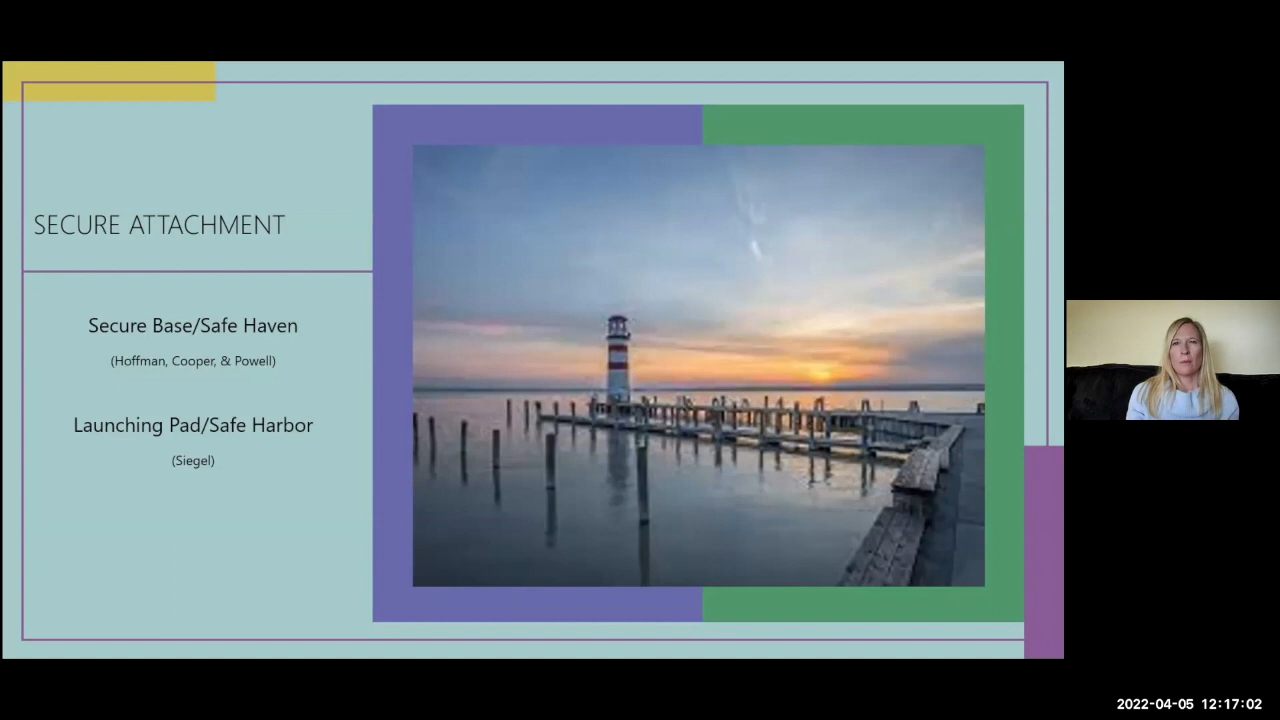 SECURE ATTACHMENT
Secure Base/Safe Haven
(Hoffman, Cooper, & Powell)
Launching Pad/Safe Harbor
(Siegel)
2022-04-05 12:17:02